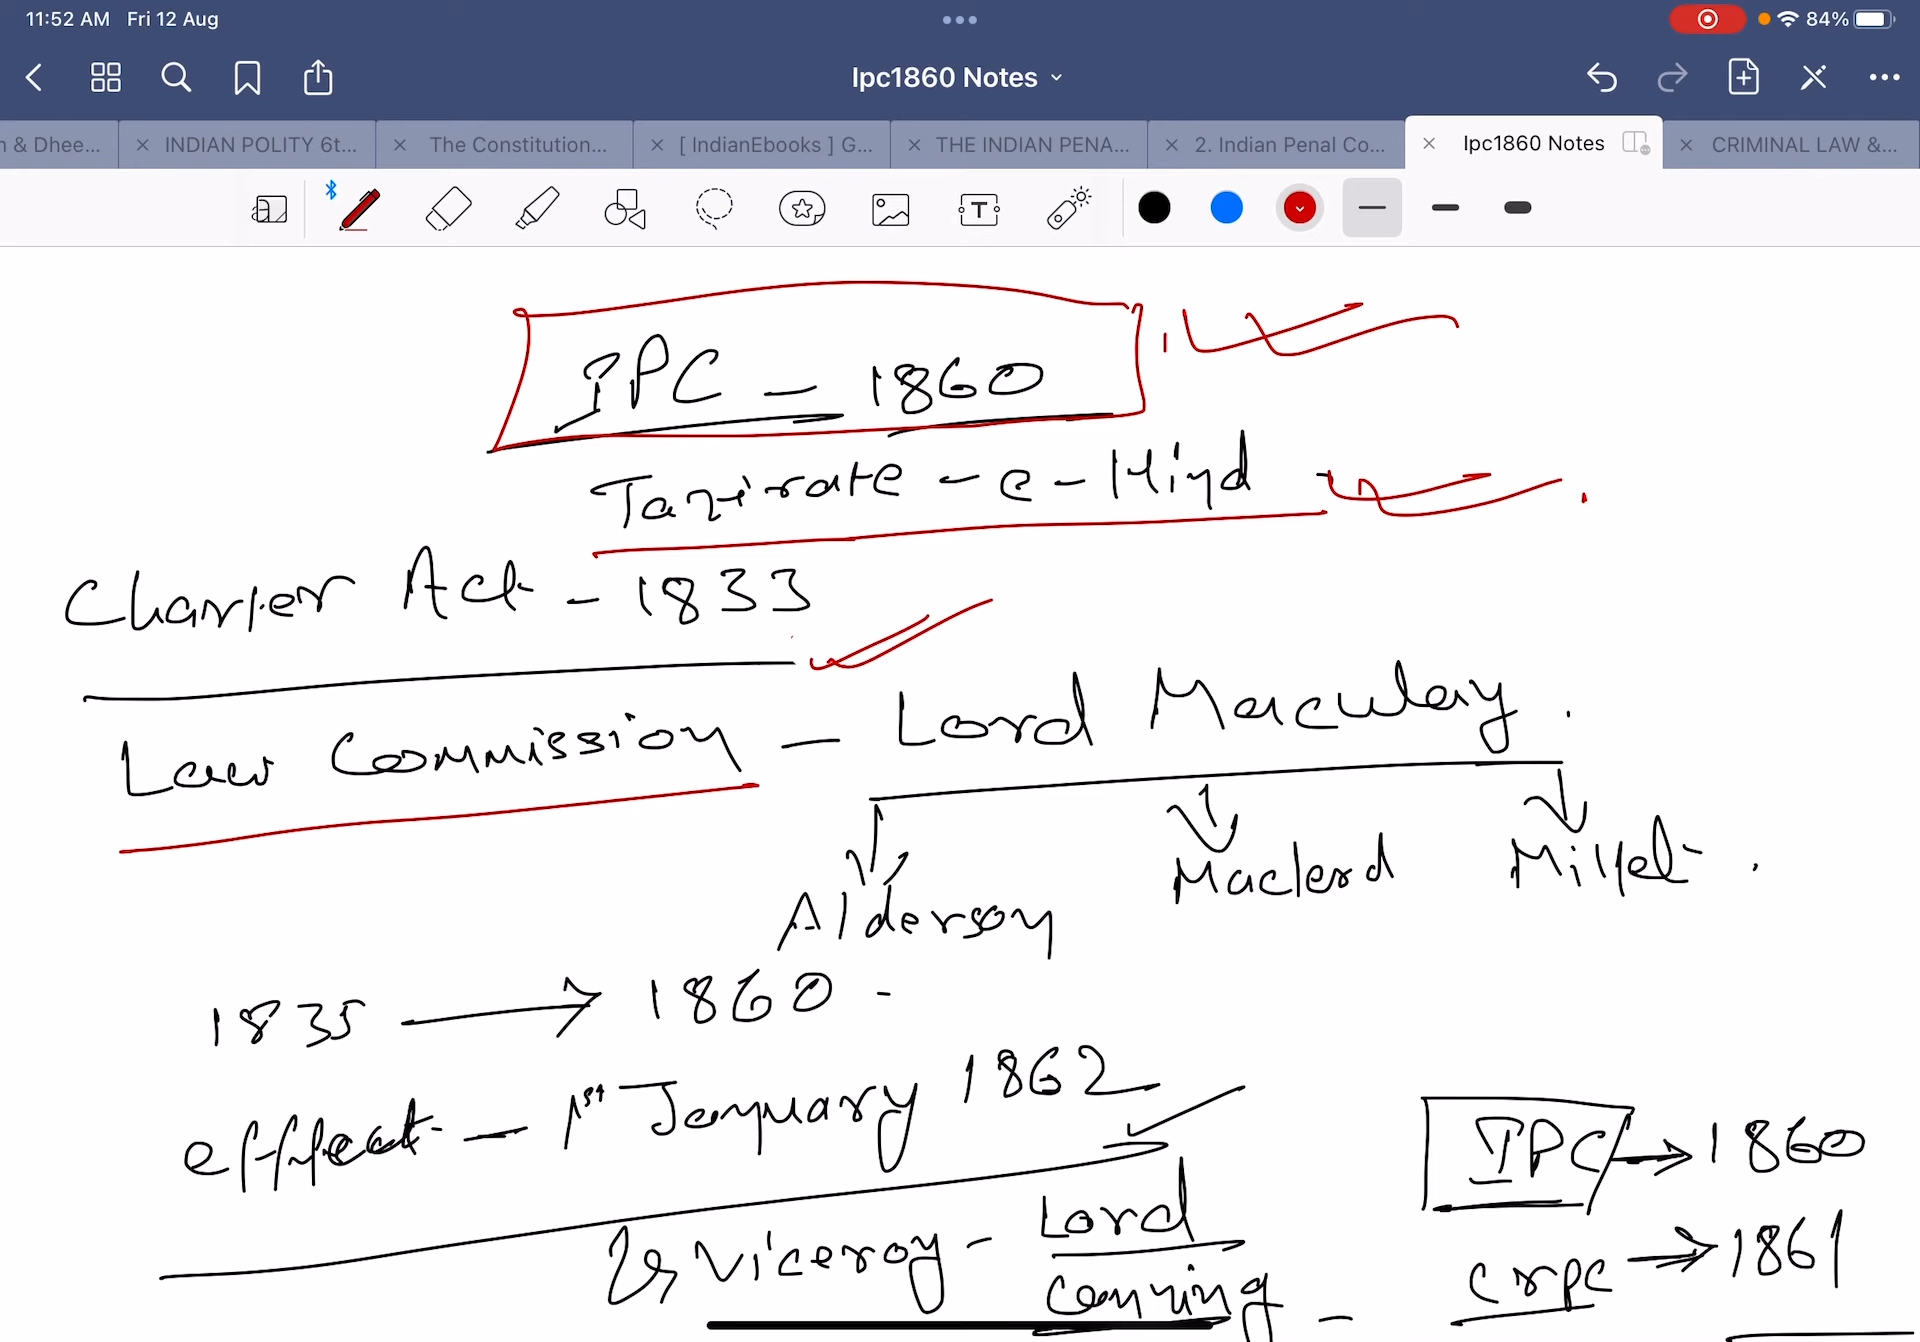 11:52 AM Fri 12 Aug
84%
Ipc1860 Notes
n & Dhee...
INDIAN POLITY 6t...
The Constitution...
[ IndianEbooks ] G...
THE INDIAN PENA...
2. Indian Penal Co...
Ipc1860 Notes
CRIMINAL LAW &...
IPC - 1860
Tazirate - e - Hind
Charter Act - 1833
Law Commission - Lord Maculay.
Alderson Maclerd Millet.
1835 → 1860 -
effect - 1st January 1862
Viceroy - Lord
Canning -
IPC → 1860
crpc → 1861